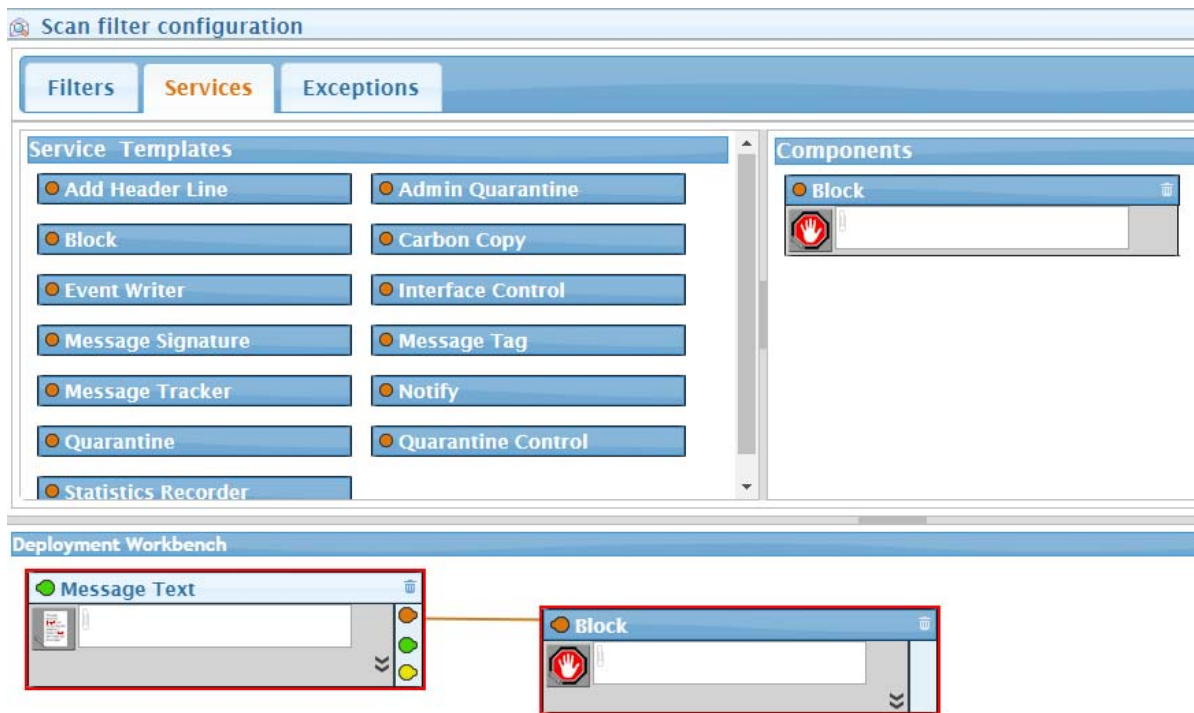 Scan filter configuration
Filters Services Exceptions
Service Templates
Add Header Line Admin Quarantine
Block Carbon Copy
Event Writer Interface Control
Message Signature Message Tag
Message Tracker Notify
Quarantine Quarantine Control
Statistics Recorder
Components
Block
Deployment Workbench
Message Text
Block